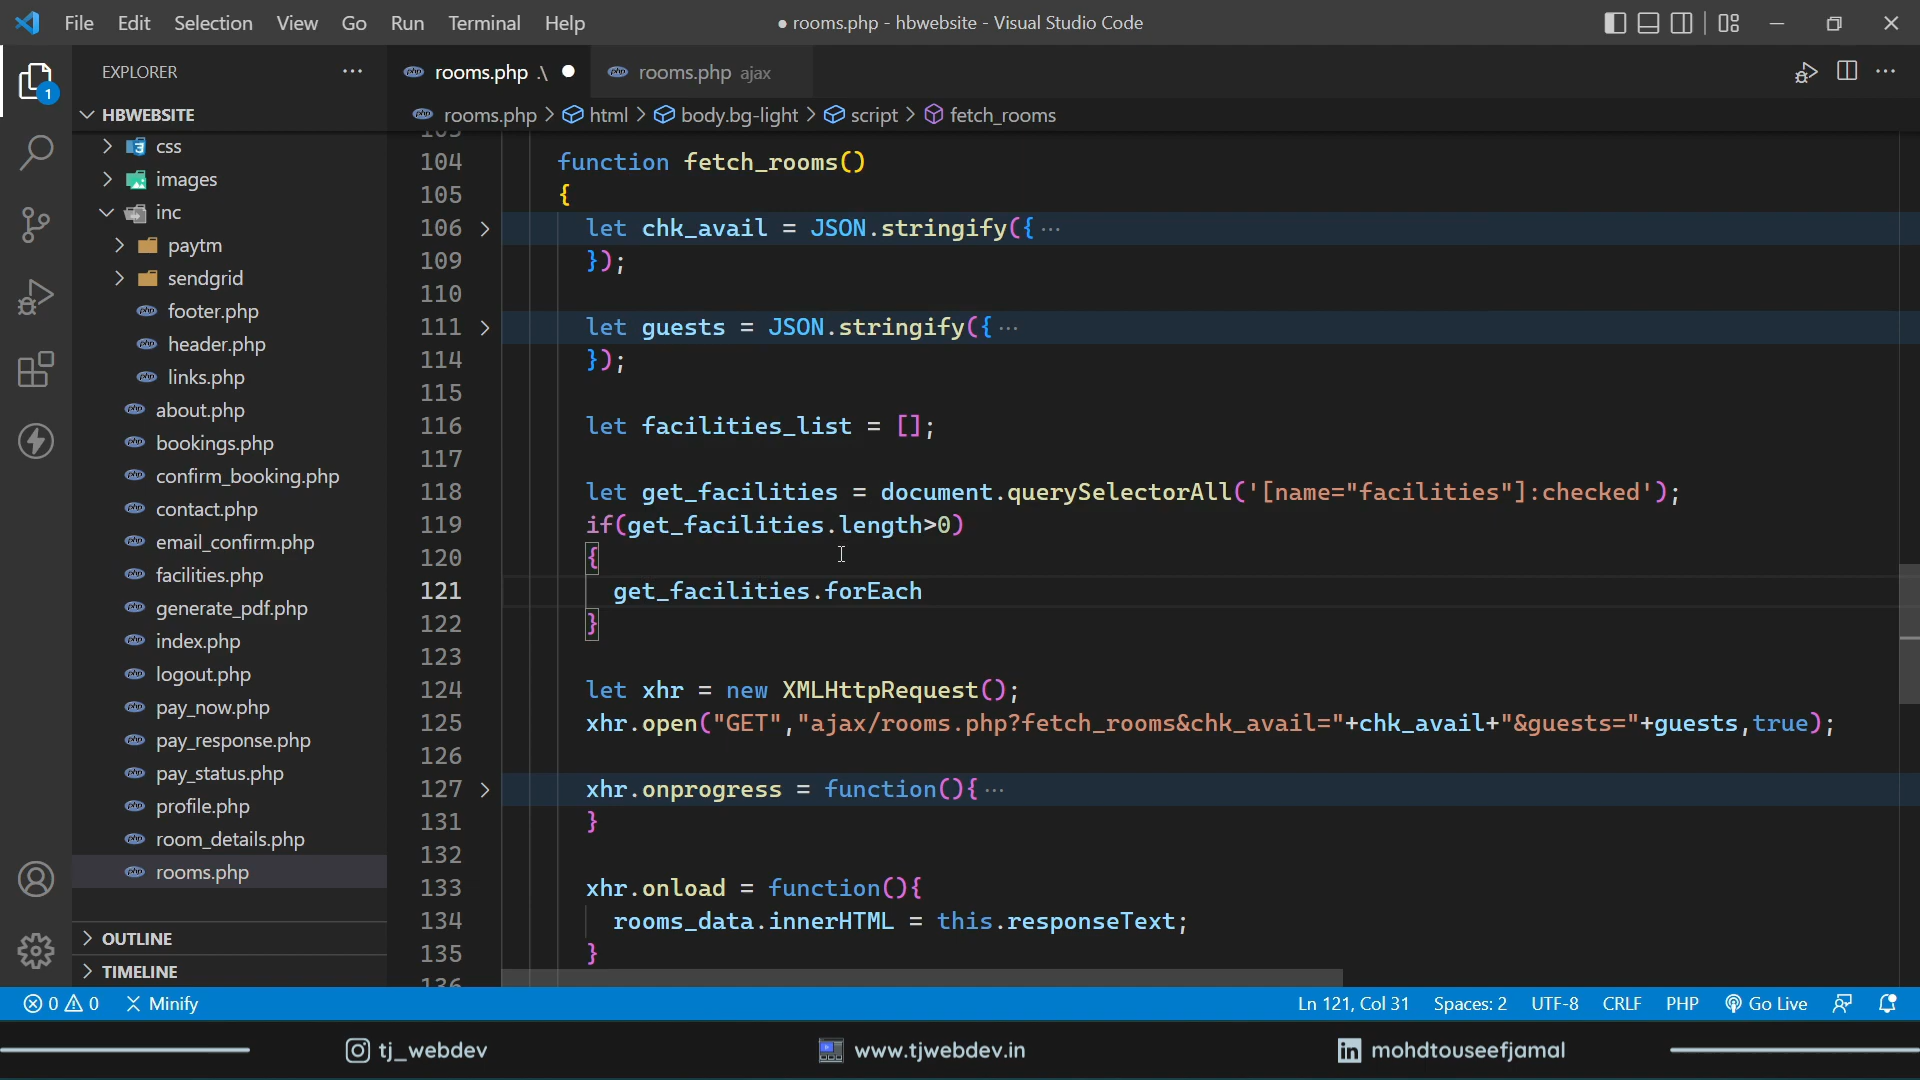 File Edit Selection View Go Run Terminal Help
● rooms.php - hbwebsite - Visual Studio Code
EXPLORER
1
HBWEBSITE
css
images
inc
paytm
sendgrid
footer.php
header.php
links.php
about.php
bookings.php
confirm_booking.php
contact.php
email_confirm.php
facilities.php
generate_pdf.php
index.php
logout.php
pay_now.php
pay_response.php
pay_status.php
profile.php
room_details.php
rooms.php
OUTLINE
TIMELINE
rooms.php .\ ●
rooms.php ajax
rooms.php > html > body.bg-light > script > fetch_rooms
103
104 function fetch_rooms()
105 {
106 let chk_avail = JSON.stringify({ ···
109 });
110
111 let guests = JSON.stringify({ ···
114 });
115
116 let facilities_list = [];
117
118 let get_facilities = document.querySelectorAll('[name="facilities"]:checked');
119 if(get_facilities.length>0)
120 {
121 get_facilities.forEach
122 }
123
124 let xhr = new XMLHttpRequest();
125 xhr.open("GET","ajax/rooms.php?fetch_rooms&chk_avail="+chk_avail+"&guests="+guests,true);
126
127 xhr.onprogress = function(){ ···
131 }
132
133 xhr.onload = function(){
134 rooms_data.innerHTML = this.responseText;
135 }
136
0 0 Minify
Ln 121, Col 31 Spaces: 2 UTF-8 CRLF PHP Go Live
tj_webdev
www.tjwebdev.in
in mohdtouseefjamal